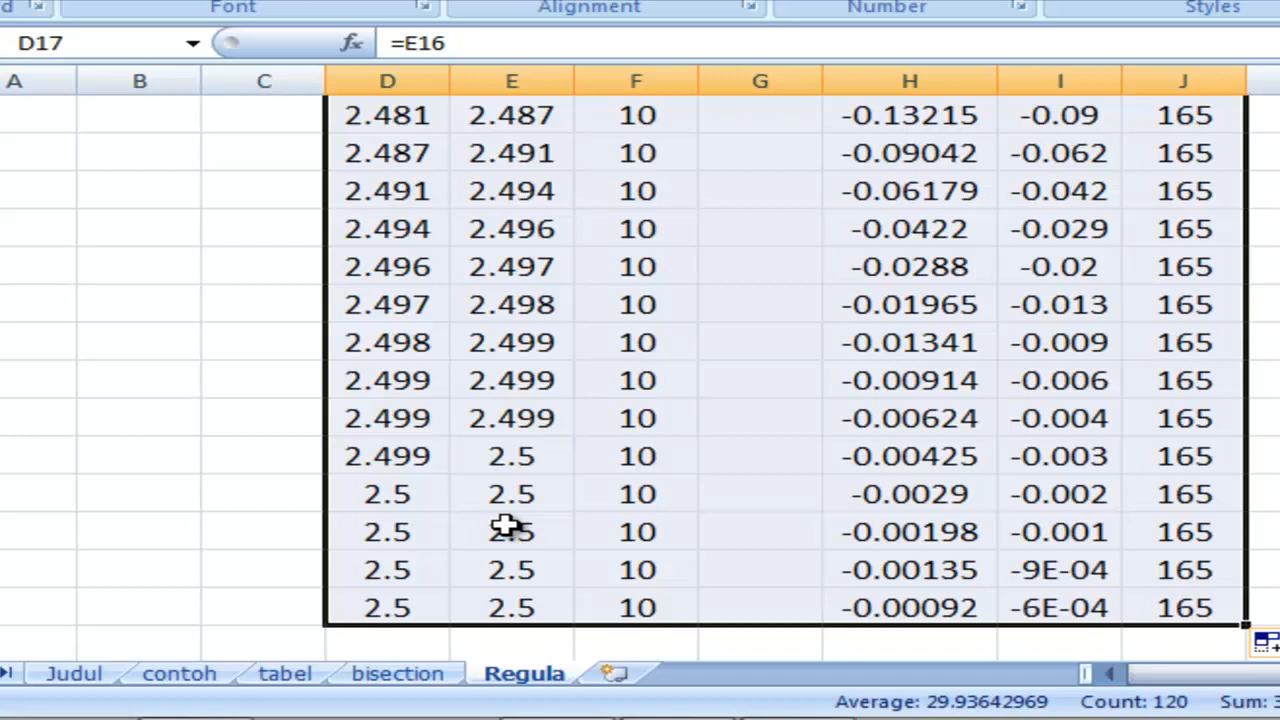 Font Alignment Number Styles
D17 fx =E16
A B C D E F G H I J
2.481 2.487 10 -0.13215 -0.09 165
2.487 2.491 10 -0.09042 -0.062 165
2.491 2.494 10 -0.06179 -0.042 165
2.494 2.496 10 -0.0422 -0.029 165
2.496 2.497 10 -0.0288 -0.02 165
2.497 2.498 10 -0.01965 -0.013 165
2.498 2.499 10 -0.01341 -0.009 165
2.499 2.499 10 -0.00914 -0.006 165
2.499 2.499 10 -0.00624 -0.004 165
2.499 2.5 10 -0.00425 -0.003 165
2.5 2.5 10 -0.0029 -0.002 165
2.5 2.5 10 -0.00198 -0.001 165
2.5 2.5 10 -0.00135 -9E-04 165
2.5 2.5 10 -0.00092 -6E-04 165
Judul contoh tabel bisection Regula
Average: 29.93642969 Count: 120 Sum: